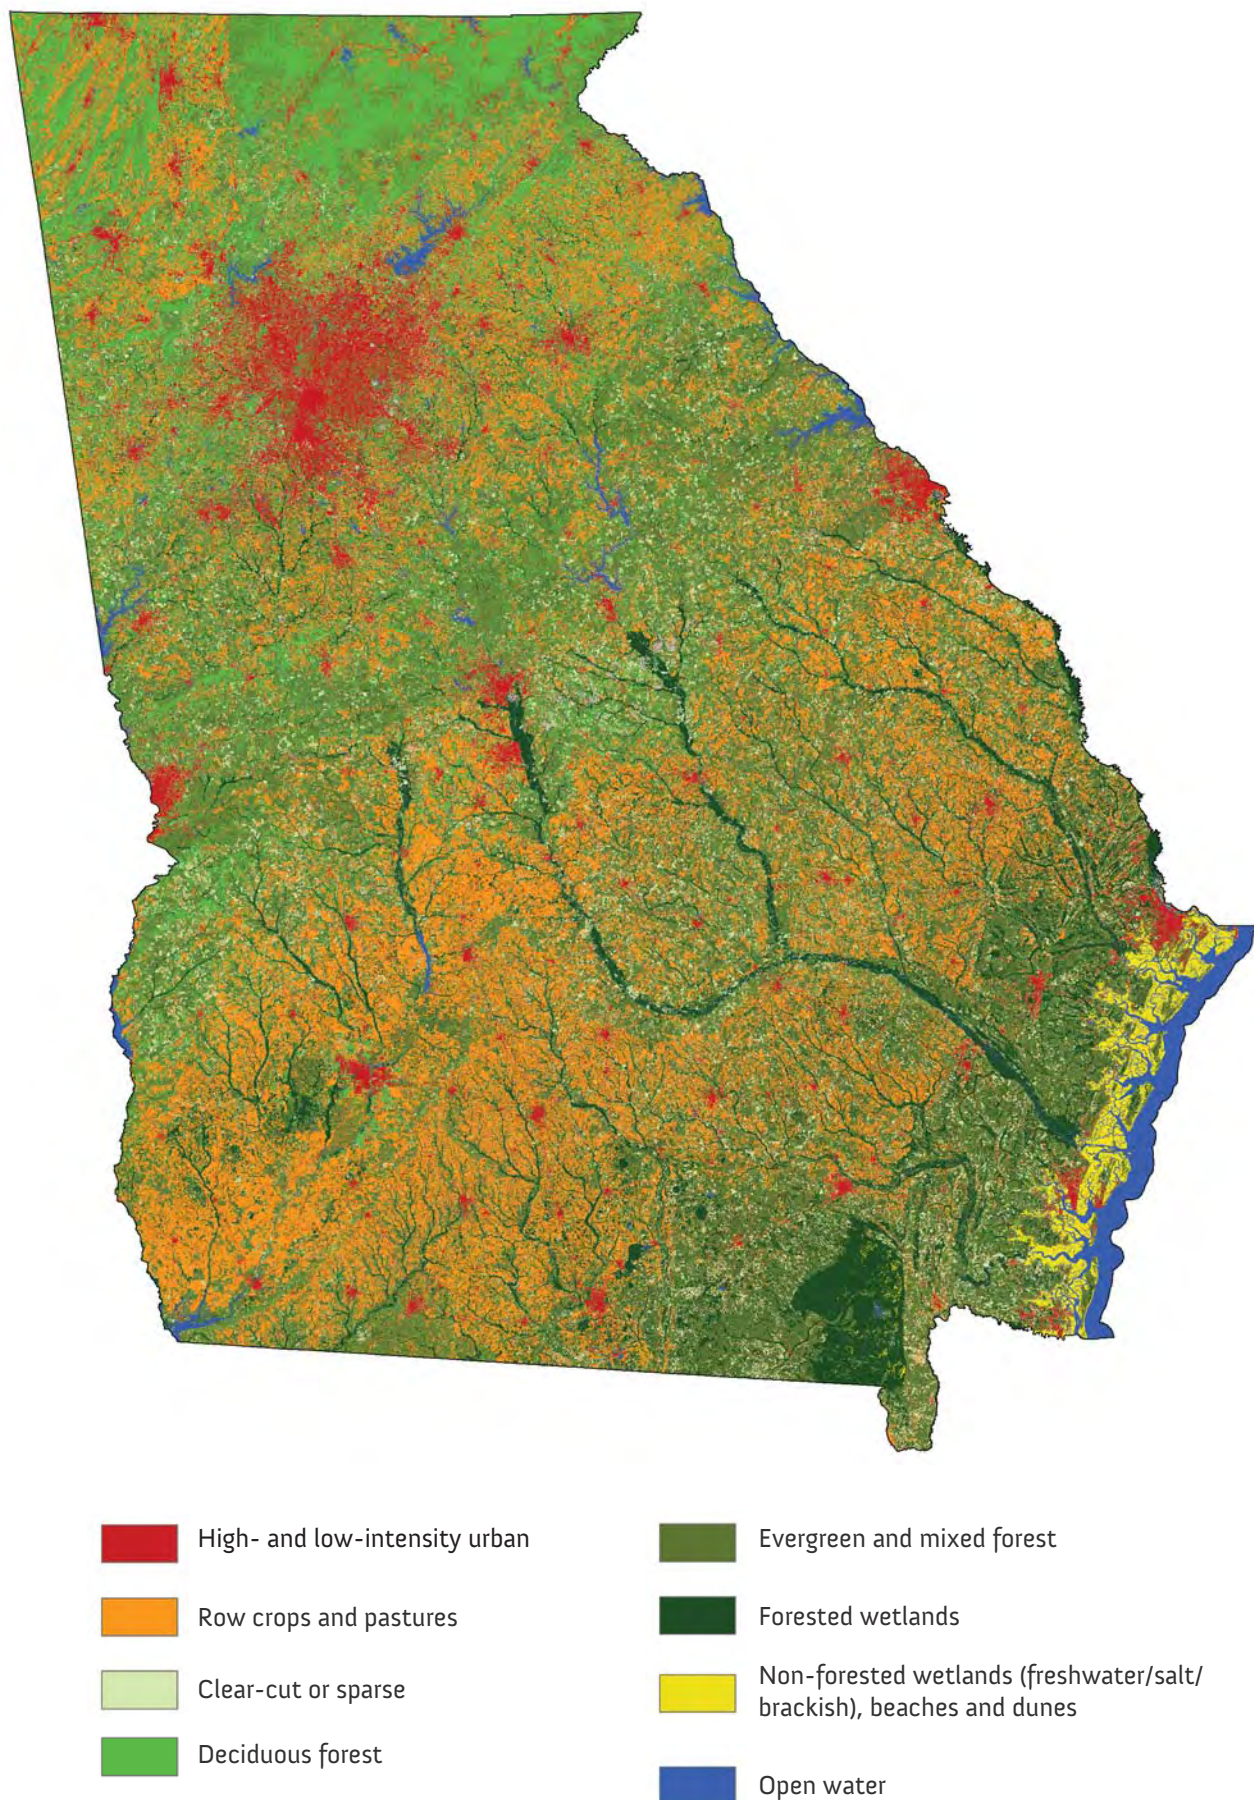 High- and low-intensity urban
Row crops and pastures
Clear-cut or sparse
Deciduous forest
Evergreen and mixed forest
Forested wetlands
Non-forested wetlands (freshwater/salt/
brackish), beaches and dunes
Open water